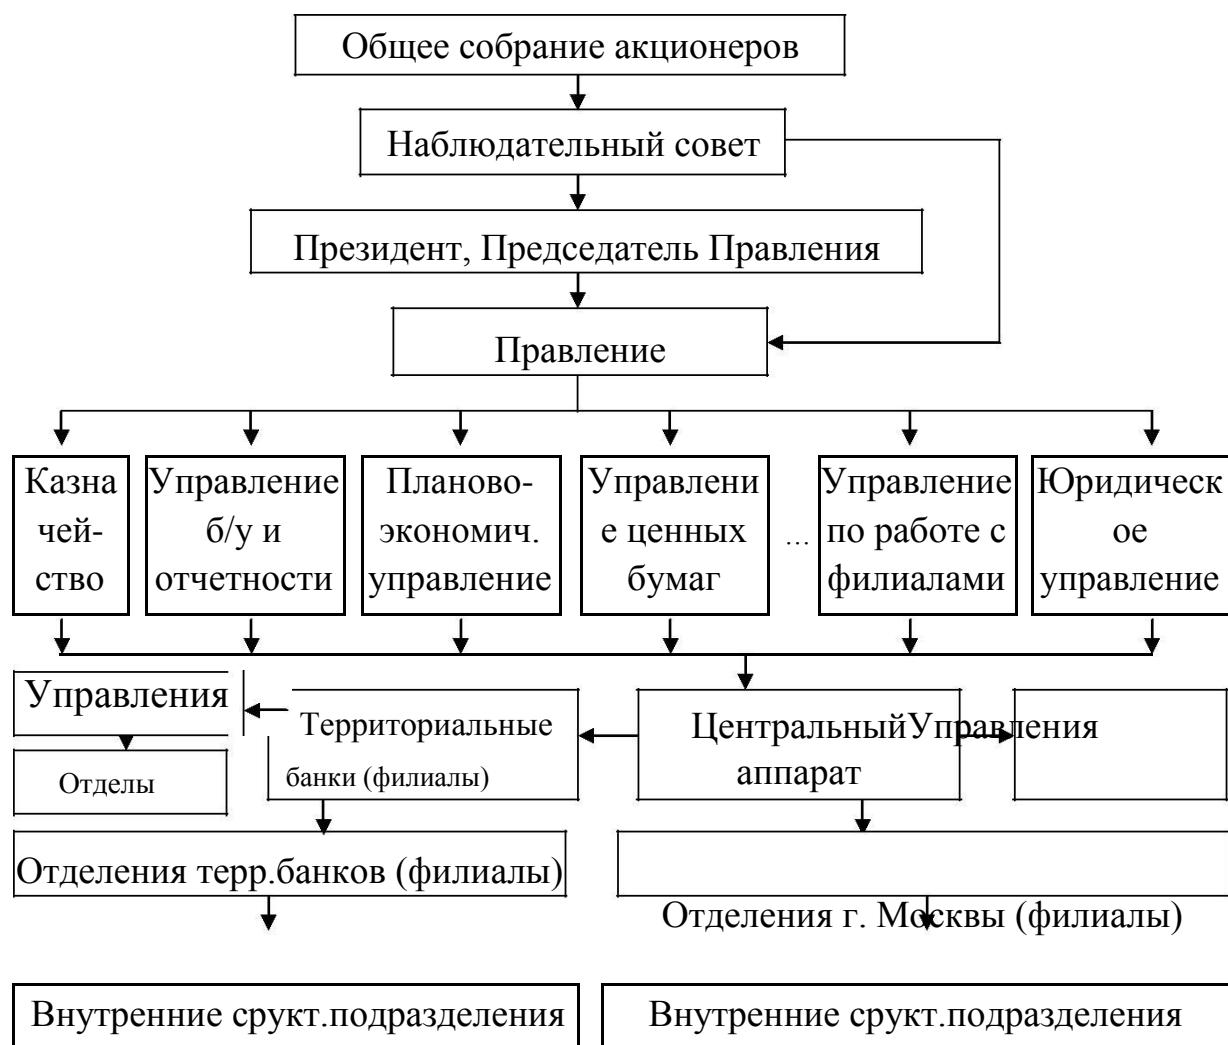 Общее собрание акционеров
Наблюдательный совет
Президент, Председатель Правления
Правление
Казна
чей-
ство
Управление
б/у и
отчетности
Планово-
экономич.
управление
Управлени
е ценных
бумаг
...
Управление
по работе с
филиалами
Юридическ
ое
управление
Управления
Отделы
Территориальные
банки (филиалы)
Центральный
аппарат
Управления
Отделения терр.банков (филиалы)
Отделения г. Москвы (филиалы)
Внутренние срукт.подразделения
Внутренние срукт.подразделения